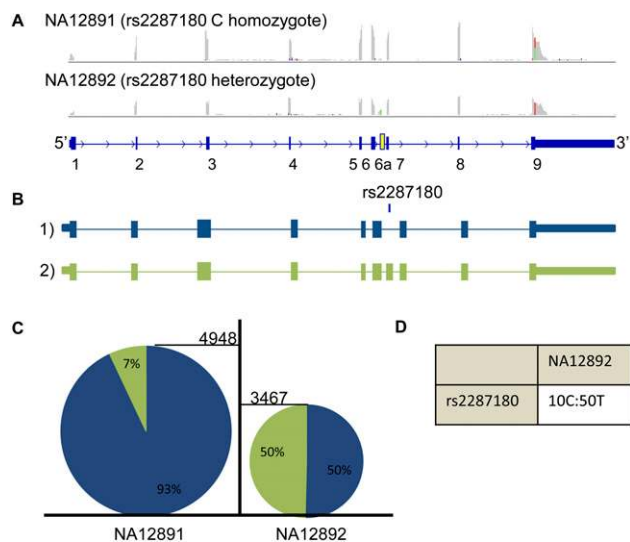 A
NA12891 (rs2287180 C homozygote)
NA12892 (rs2287180 heterozygote)
5' 3'
1 2 3 4 5 6 6a 7 8 9
rs2287180
B
1)
2)
C
4948
7%
93%
3467
50%
50%
NA12891 NA12892
D
NA12892
rs2287180 10C:50T